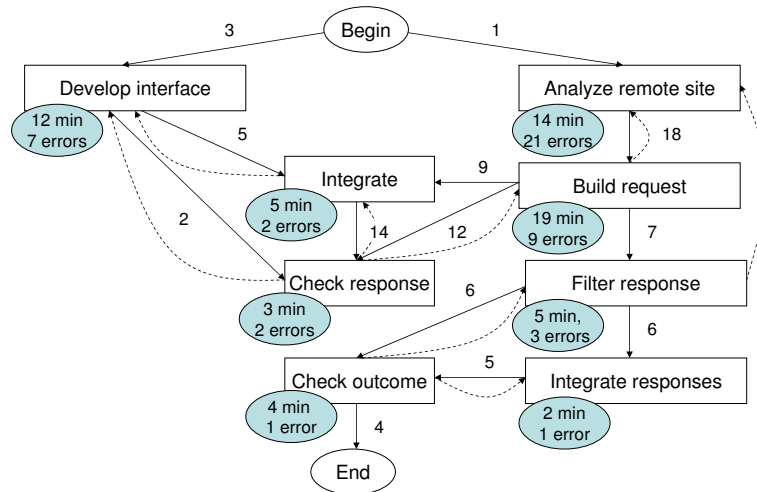 Begin
3
1
Develop interface
Analyze remote site
12 min
7 errors
14 min
21 errors
5
18
Integrate
9
Build request
5 min
2 errors
19 min
9 errors
2
14
12
7
Check response
Filter response
3 min
2 errors
6
5 min,
3 errors
6
Check outcome
5
Integrate responses
4 min
1 error
4
2 min
1 error
End